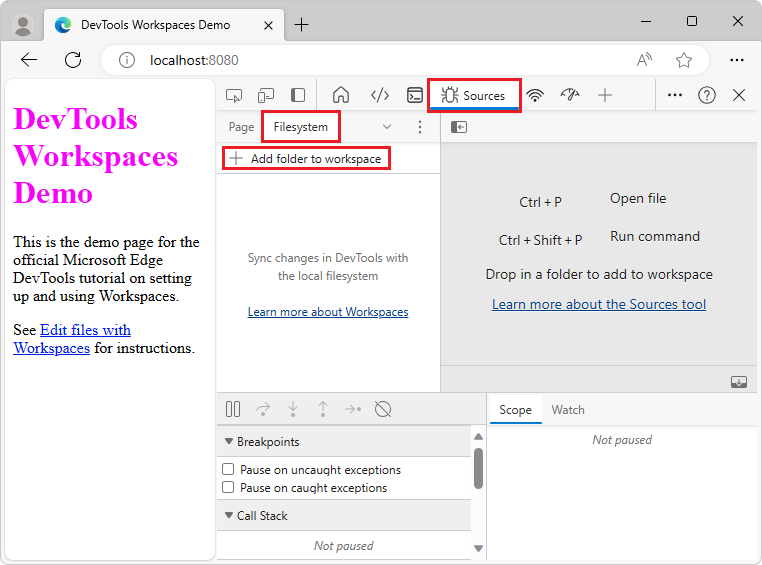 DevTools Workspaces Demo
localhost:8080
Sources
DevTools
Workspaces
Demo
This is the demo page for the
official Microsoft Edge
DevTools tutorial on setting
up and using Workspaces.
See Edit files with
Workspaces for instructions.
Page Filesystem
Add folder to workspace
Sync changes in DevTools with
the local filesystem
Learn more about Workspaces
Ctrl + P Open file
Ctrl + Shift + P Run command
Drop in a folder to add to workspace
Learn more about the Sources tool
Breakpoints
Pause on uncaught exceptions
Pause on caught exceptions
Call Stack
Not paused
Scope Watch
Not paused